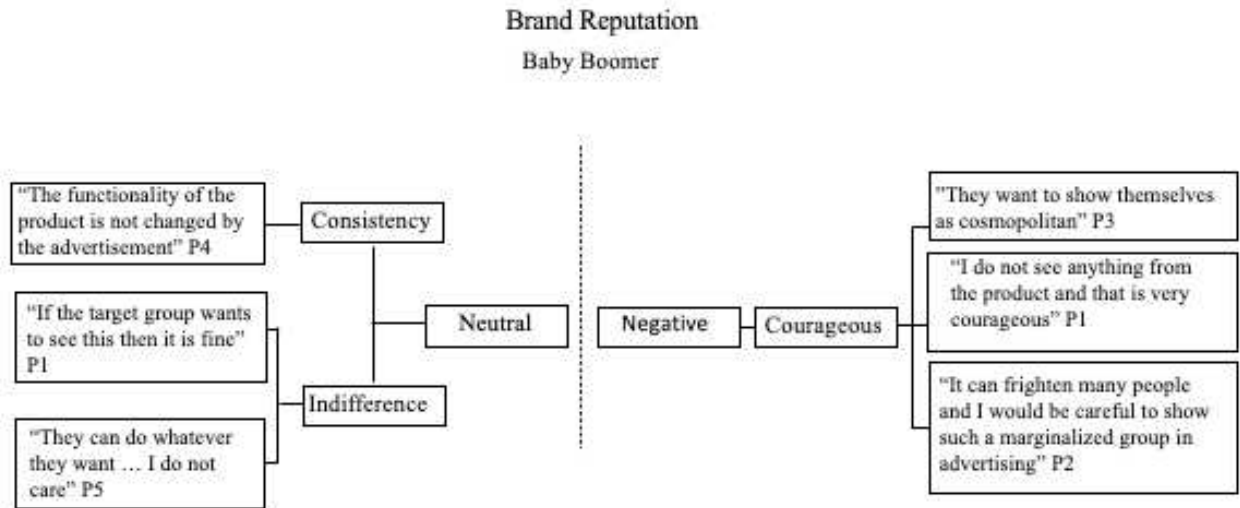 Brand Reputation
Baby Boomer
“The functionality of the
product is not changed by
the advertisement” P4
Consistency
“If the target group wants
to see this then it is fine”
P1
Indifference
“They can do whatever
they want … I do not
care” P5
Neutral
Negative
Courageous
“They want to show themselves
as cosmopolitan” P3
“I do not see anything from
the product and that is very
courageous” P1
“It can frighten many people
and I would be careful to show
such a marginalized group in
advertising” P2